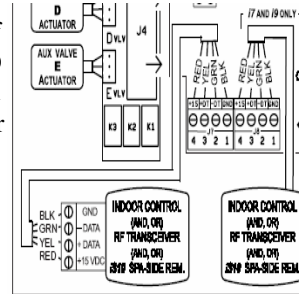 D
ACTUATOR
D VLV
J4
AUX VALVE
E
ACTUATOR
E VLV
K3 K2 K1
i7 AND i9 ONLY
RED
YEL
GRN
BLK
RED
YEL
GRN
BLK
+15 +DT -DT GND
J7
4 3 2 1
+15 +DT -DT GND
J8
4 3 2 1
BLK GND
GRN -DATA
YEL +DATA
RED +15 VDC
INDOOR CONTROL
(AND, OR)
RF TRANSCEIVER
(AND, OR)
SPA-SIDE REM.
INDOOR CONTROL
(AND, OR)
RF TRANSCEIVER
(AND, OR)
SPA-SIDE REM.